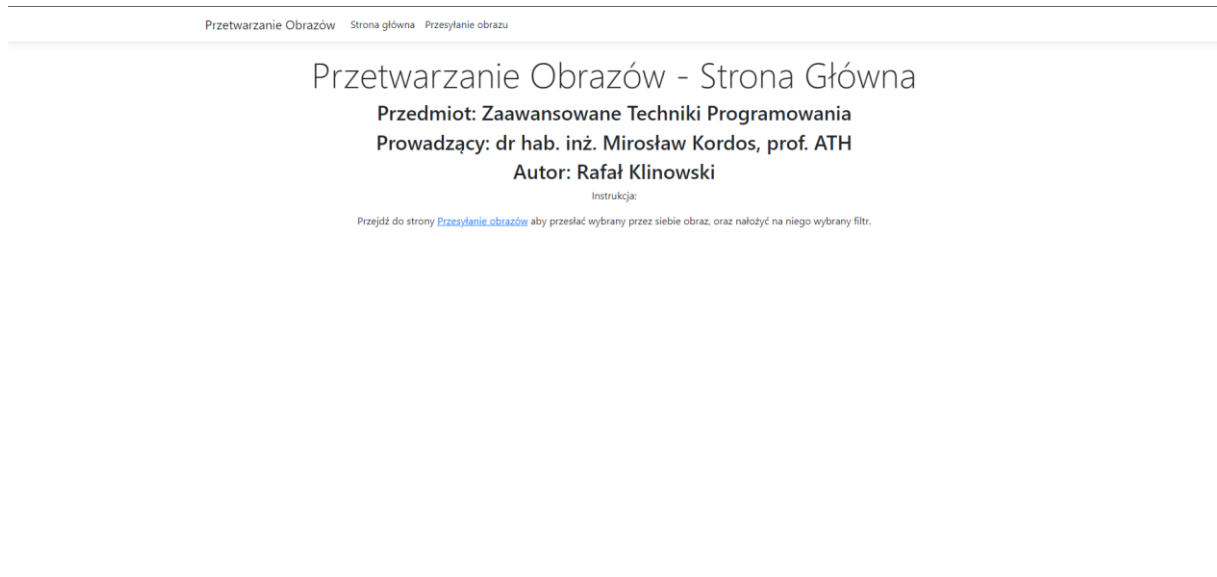 Przetwarzanie Obrazów Strona główna Przesyłanie obrazu
Przetwarzanie Obrazów - Strona Główna
Przedmiot: Zaawansowane Techniki Programowania
Prowadzący: dr hab. inż. Mirosław Kordos, prof. ATH
Autor: Rafał Klinowski
Instrukcja:
Przejdź do strony Przesyłanie obrazów aby przesłać wybrany przez siebie obraz, oraz nałożyć na niego wybrany filtr.